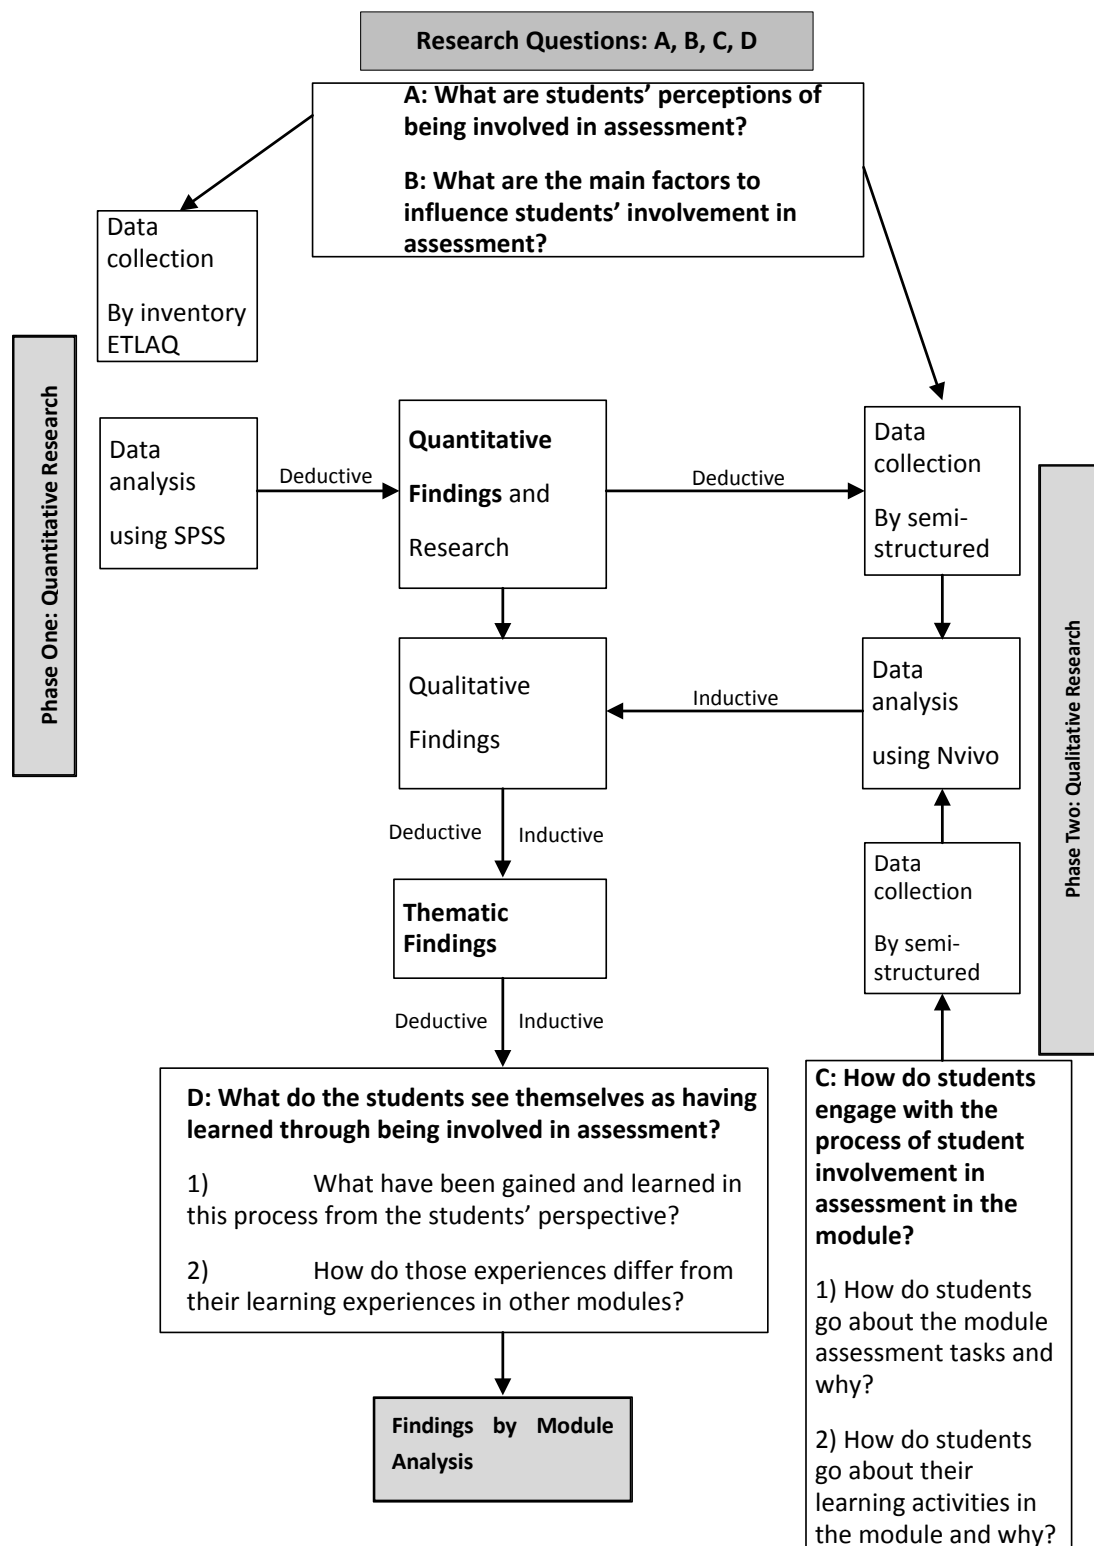 Research Questions: A, B, C, D
A: What are students’ perceptions of
being involved in assessment?
B: What are the main factors to
influence students’ involvement in
assessment?
Data
collection
By inventory
ETLAQ
Phase One: Quantitative Research
Data
analysis
using SPSS
Deductive
Quantitative
Findings and
Research
Deductive
Data
collection
By semi-
structured
Phase Two: Qualitative Research
Qualitative
Findings
Inductive
Data
analysis
using Nvivo
Deductive
Inductive
Data
collection
By semi-
structured
Thematic
Findings
Deductive
Inductive
D: What do the students see themselves as having
learned through being involved in assessment?
1) What have been gained and learned in
this process from the students’ perspective?
2) How do those experiences differ from
their learning experiences in other modules?
C: How do students
engage with the
process of student
involvement in
assessment in the
module?
1) How do students
go about the module
assessment tasks and
why?
2) How do students
go about their
learning activities in
the module and why?
Findings by Module
Analysis